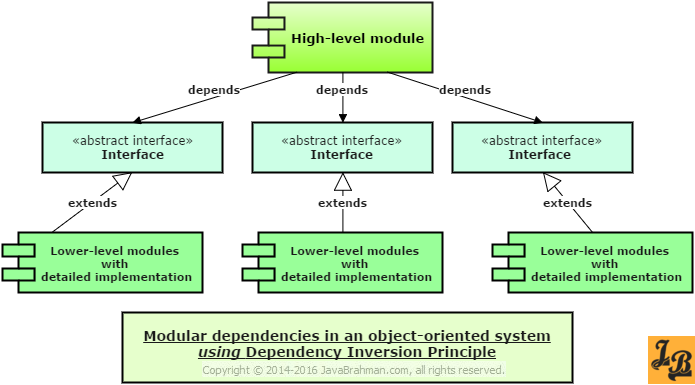 High-level module
depends
depends
depends
«abstract interface»
Interface
«abstract interface»
Interface
«abstract interface»
Interface
extends
extends
extends
Lower-level modules
with
detailed implementation
Lower-level modules
with
detailed implementation
Lower-level modules
with
detailed implementation
Modular dependencies in an object-oriented system
using Dependency Inversion Principle
Copyright © 2014-2016 JavaBrahman.com, all rights reserved.
JB